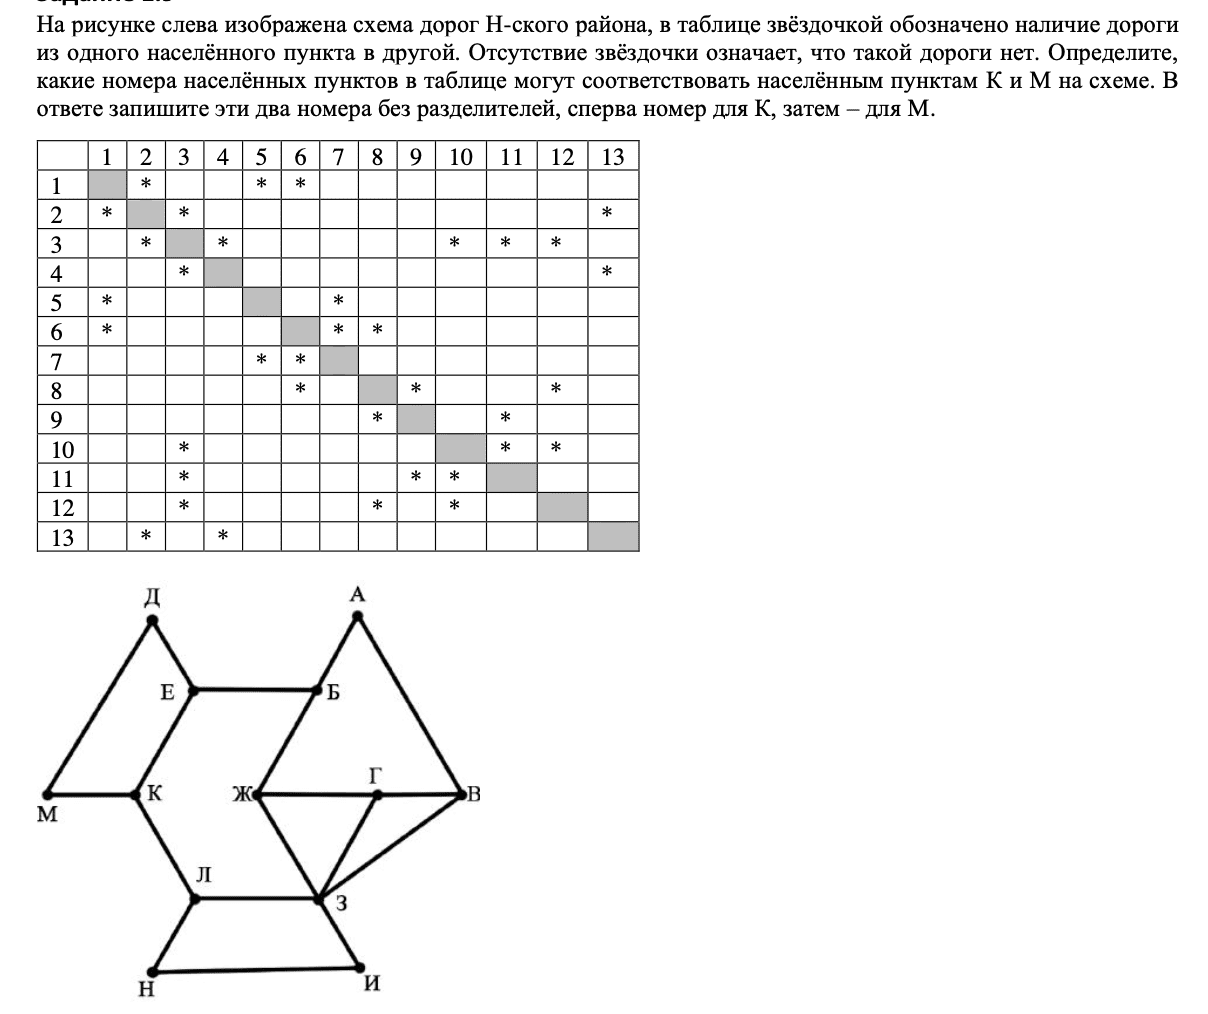 На рисунке слева изображена схема дорог Н-ского района, в таблице звёздочкой обозначено наличие дороги
из одного населённого пункта в другой. Отсутствие звёздочки означает, что такой дороги нет. Определите,
какие номера населённых пунктов в таблице могут соответствовать населённым пунктам К и М на схеме. В
ответе запишите эти два номера без разделителей, сперва номер для К, затем – для М.
1 2 3 4 5 6 7 8 9 10 11 12 13
1 * * *
2 * * *
3 * * * * *
4 * *
5 * *
6 * * *
7 * *
8 * * *
9 * *
10 * * *
11 * * *
12 * * *
13 * *
Д А
Е Б
Г
М К Ж В
Л
З
Н И